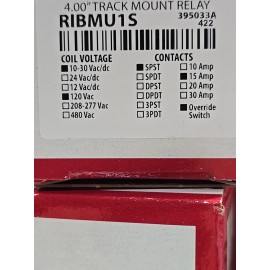 4.00" TRACK MOUNT RELAY
RIBMU1S 395033A
422
COIL VOLTAGE CONTACTS
■ 10-30 Vac/dc ■ SPST □ 10 Amp
□ 24 Vac/dc □ SPDT ■ 15 Amp
□ 12 Vac/dc □ DPST □ 20 Amp
■ 120 Vac □ DPDT □ 30 Amp
□ 208-277 Vac □ 3PST ■ Override
□ 480 Vac □ 3PDT Switch